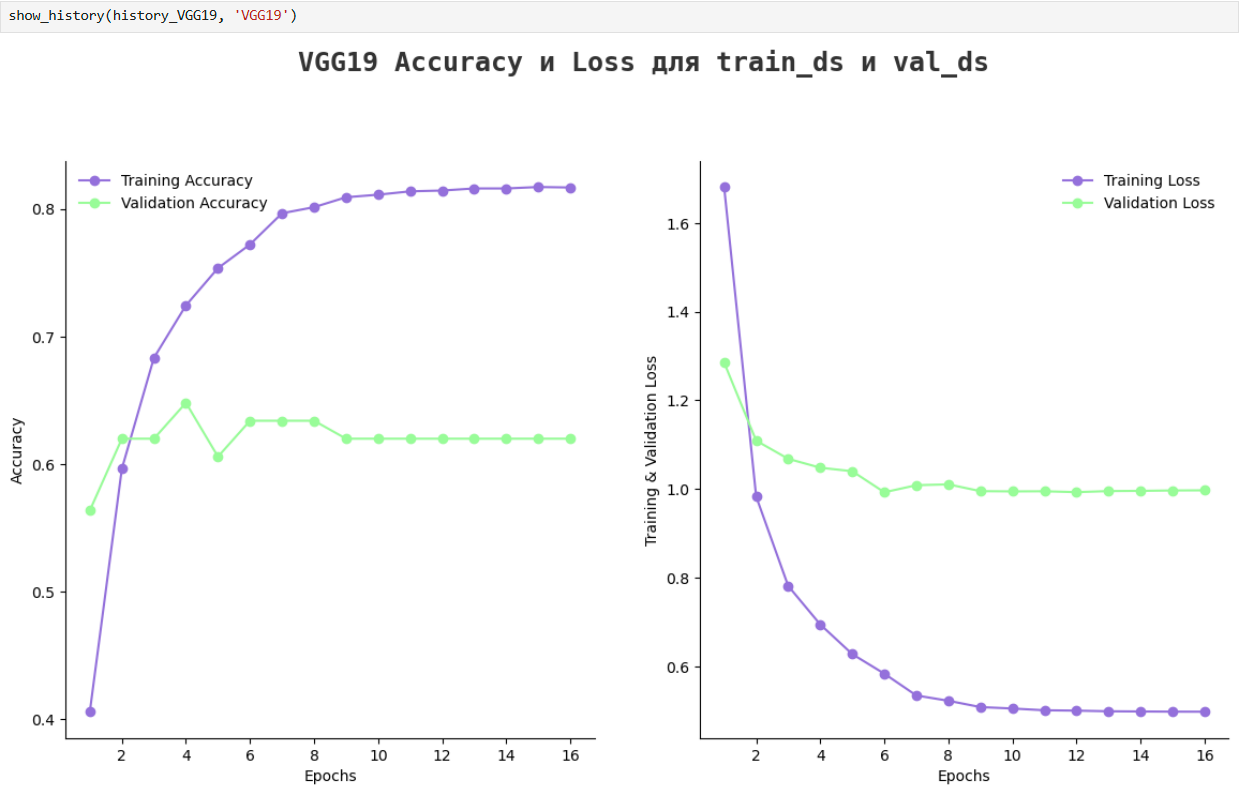 show_history(history_VGG19, 'VGG19')
VGG19 Accuracy и Loss для train_ds и val_ds
Training Accuracy
Validation Accuracy
0.8
0.7
0.6
0.5
0.4
Accuracy
2 4 6 8 10 12 14 16
Epochs
Training Loss
Validation Loss
1.6
1.4
1.2
1.0
0.8
0.6
Training & Validation Loss
2 4 6 8 10 12 14 16
Epochs